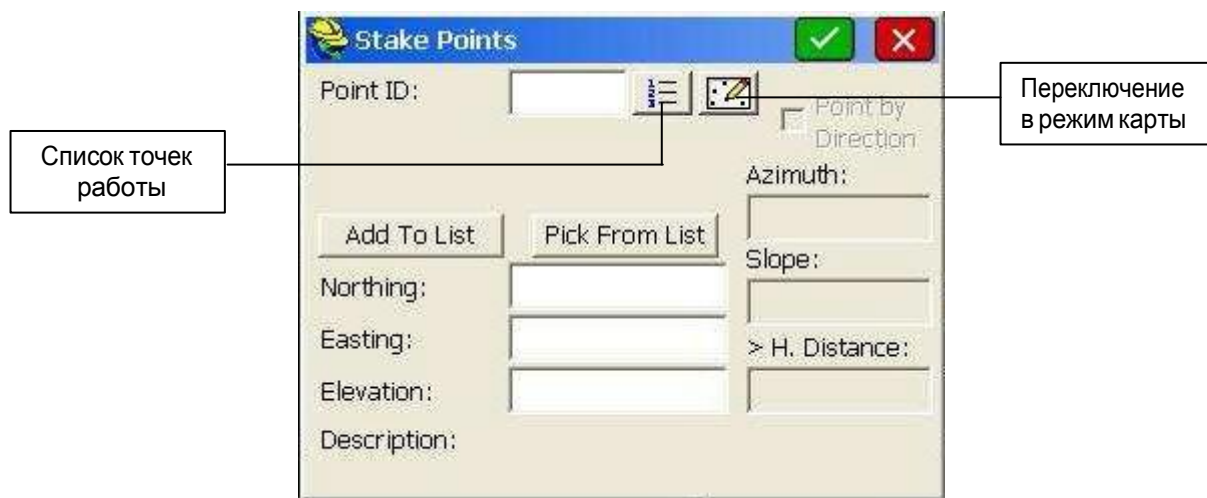 Stake Points
Point ID:
Point by
Direction
Переключение
в режим карты
Список точек
работы
Azimuth:
Add To List
Pick From List
Slope:
Northing:
Easting:
> H. Distance:
Elevation:
Description: